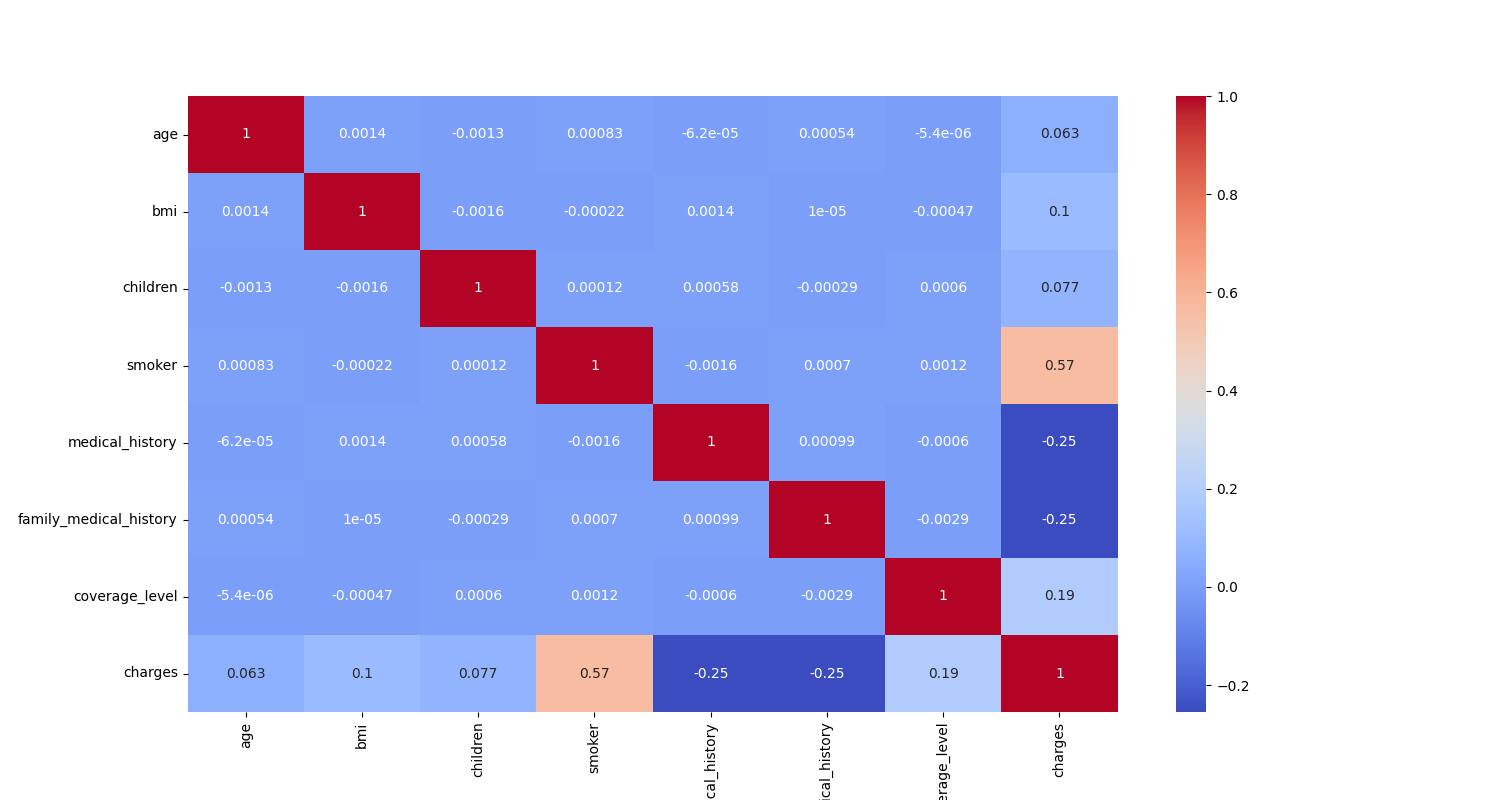 age 1 0.0014 -0.0013 0.00083 -6.2e-05 0.00054 -5.4e-06 0.063
bmi 0.0014 1 -0.0016 -0.00022 0.0014 1e-05 -0.00047 0.1
children -0.0013 -0.0016 1 0.00012 0.00058 -0.00029 0.0006 0.077
smoker 0.00083 -0.00022 0.00012 1 -0.0016 0.0007 0.0012 0.57
medical_history -6.2e-05 0.0014 0.00058 -0.0016 1 0.00099 -0.0006 -0.25
family_medical_history 0.00054 1e-05 -0.00029 0.0007 0.00099 1 -0.0029 -0.25
coverage_level -5.4e-06 -0.00047 0.0006 0.0012 -0.0006 -0.0029 1 0.19
charges 0.063 0.1 0.077 0.57 -0.25 -0.25 0.19 1
age
bmi
children
smoker
cal_history
ical_history
erage_level
charges
1.0
0.8
0.6
0.4
0.2
0.0
−0.2